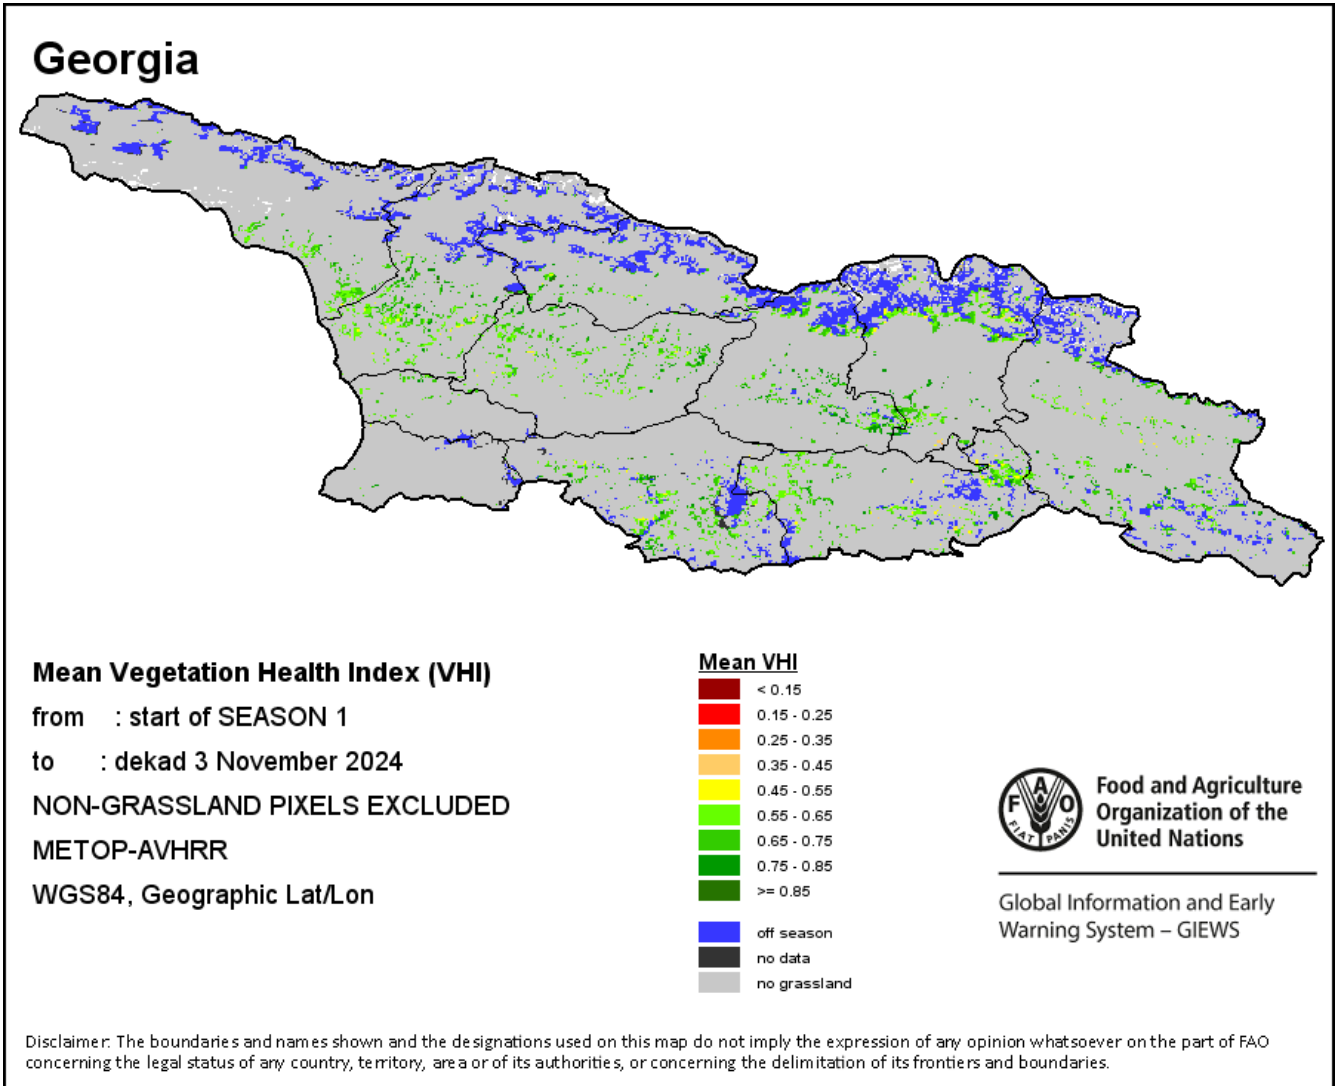 Georgia
Mean Vegetation Health Index (VHI)
from : start of SEASON 1
to : dekad 3 November 2024
NON-GRASSLAND PIXELS EXCLUDED
METOP-AVHRR
WGS84, Geographic Lat/Lon
Mean VHI
< 0.15
0.15 - 0.25
0.25 - 0.35
0.35 - 0.45
0.45 - 0.55
0.55 - 0.65
0.65 - 0.75
0.75 - 0.85
>= 0.85
off season
no data
no grassland
F A O
FIAT PANIS
Food and Agriculture
Organization of the
United Nations
Global Information and Early
Warning System – GIEWS
Disclaimer: The boundaries and names shown and the designations used on this map do not imply the expression of any opinion whatsoever on the part of FAO
concerning the legal status of any country, territory, area or of its authorities, or concerning the delimitation of its frontiers and boundaries.